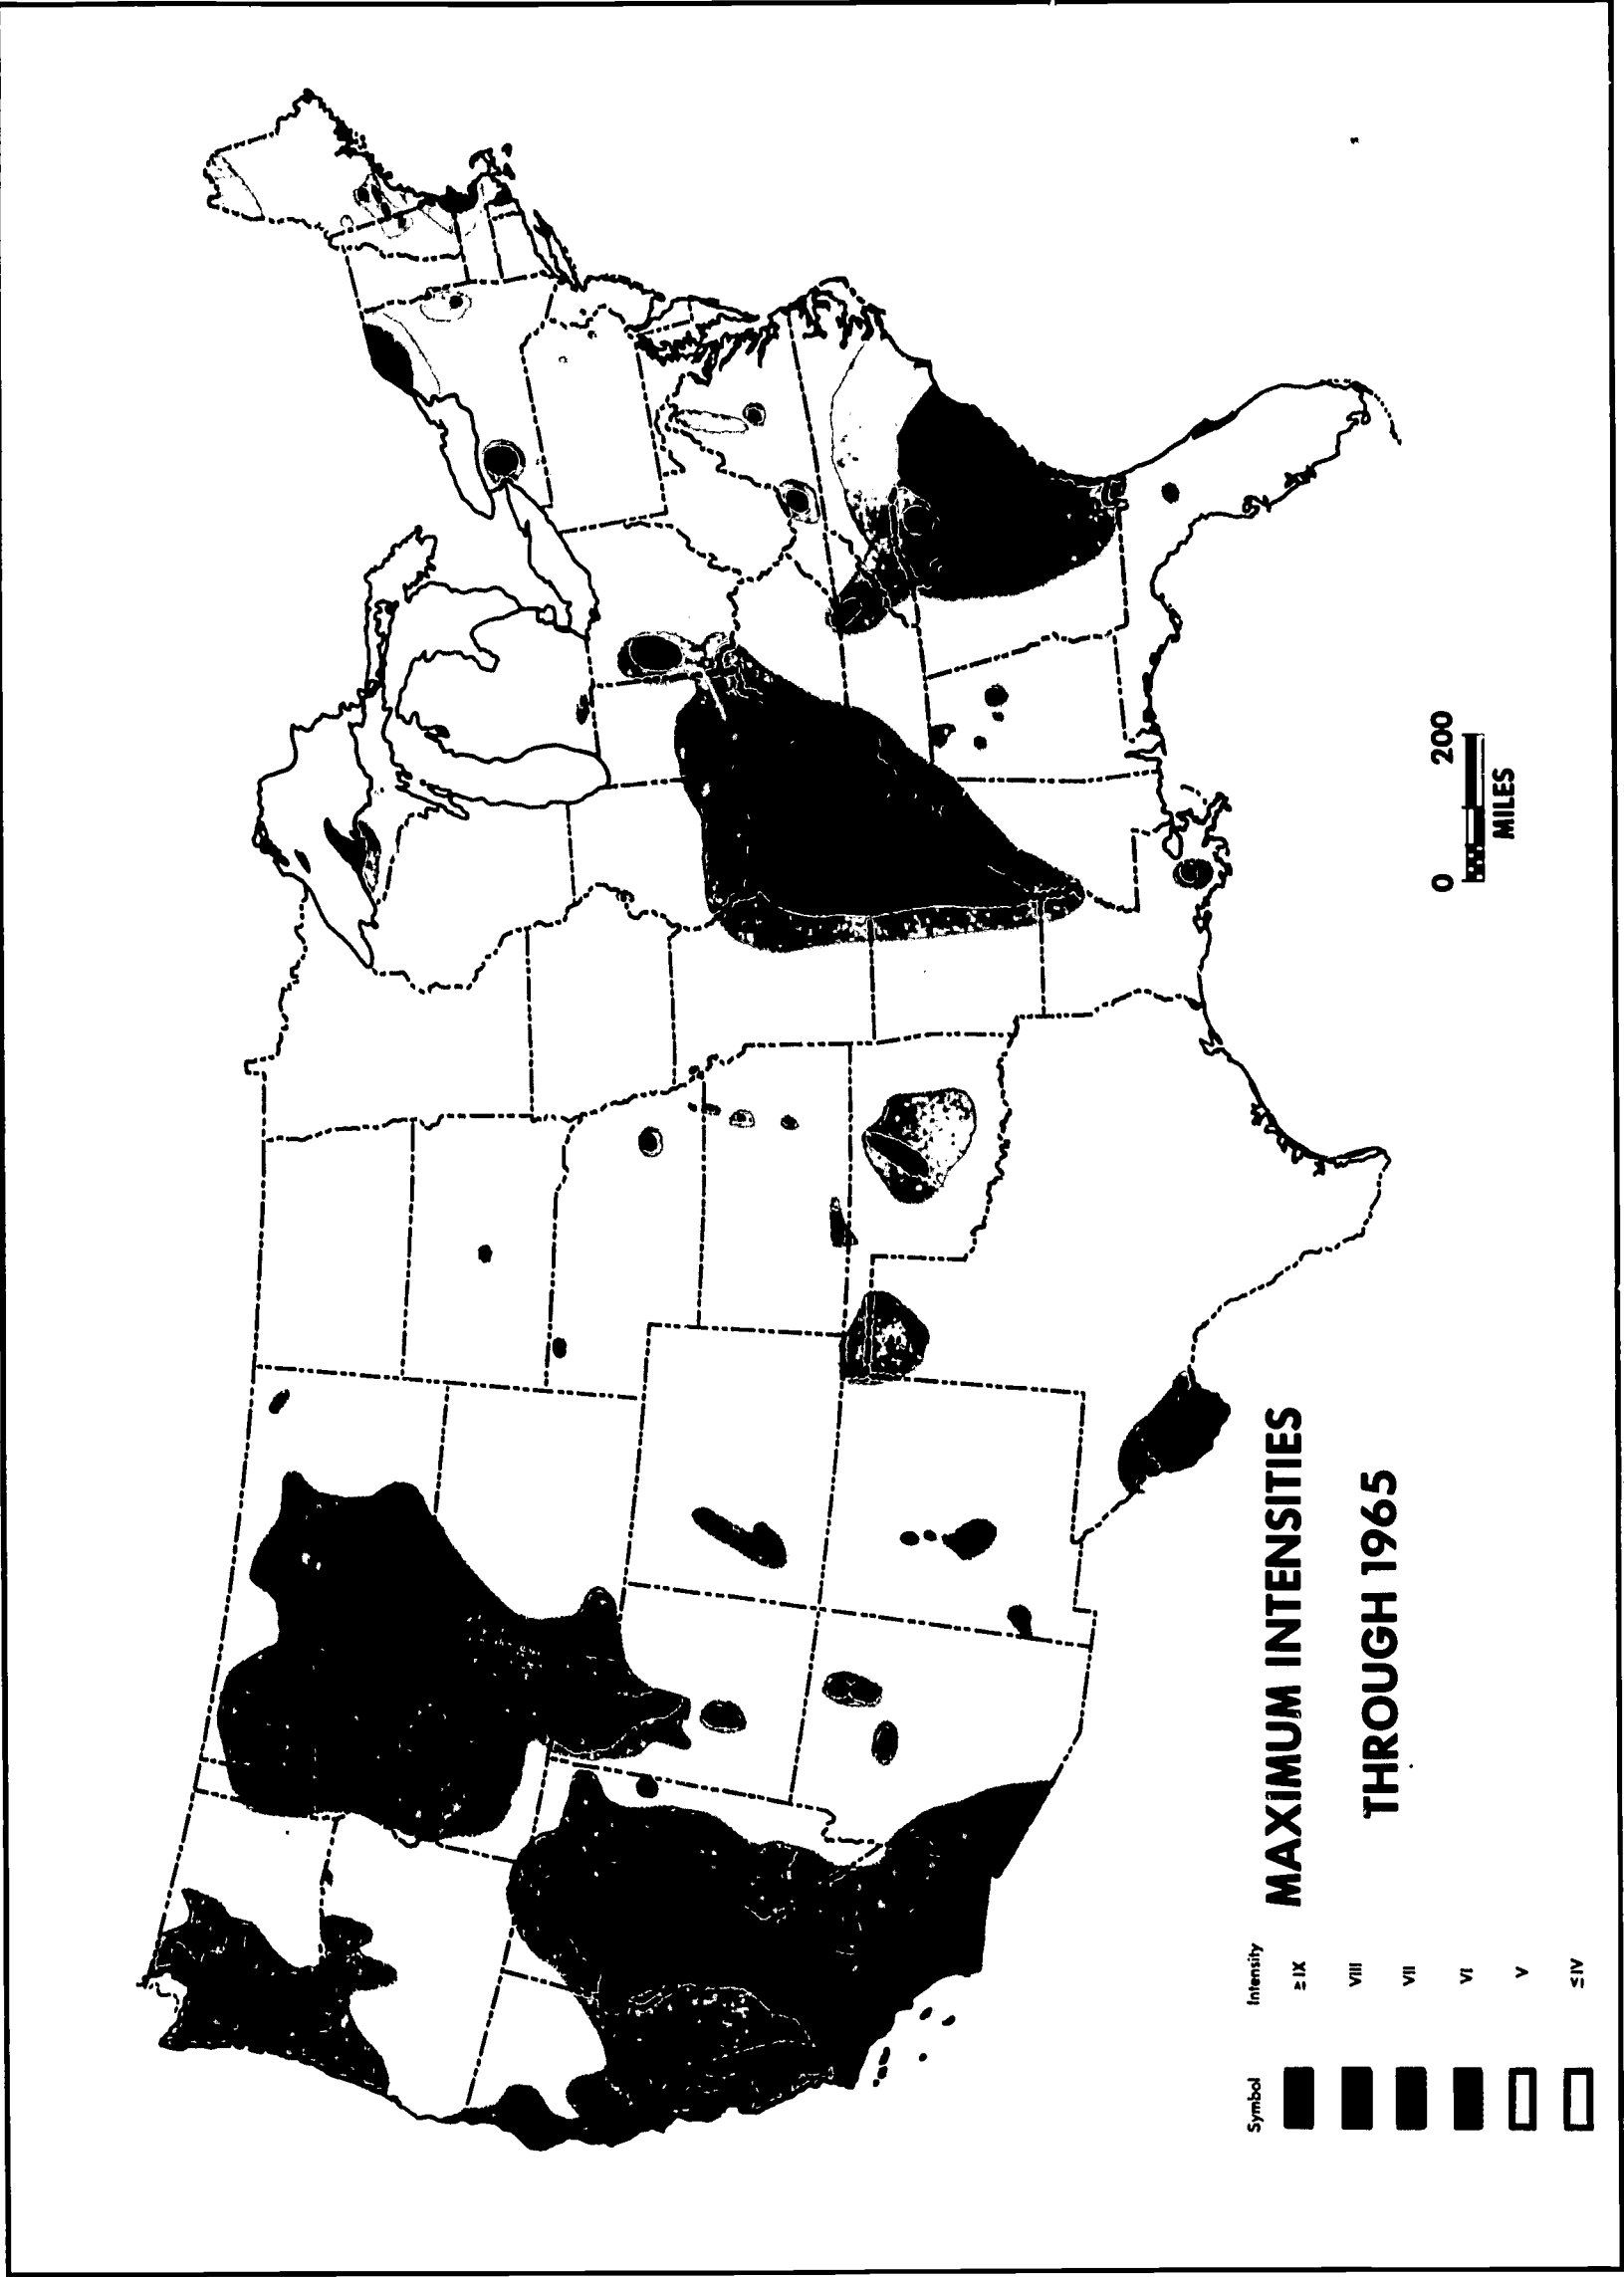 MAXIMUM INTENSITIES
THROUGH 1965
Symbol Intensity
≥IX
VIII
VII
VI
V
≤IV
0 200
MILES